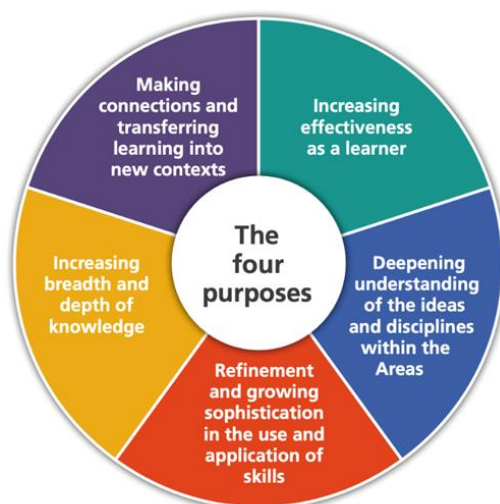 Making
connections and
transferring
learning into
new contexts
Increasing
effectiveness
as a learner
The
four
purposes
Increasing
breadth and
depth of
knowledge
Deepening
understanding
of the ideas
and disciplines
within the
Areas
Refinement
and growing
sophistication
in the use and
application of
skills